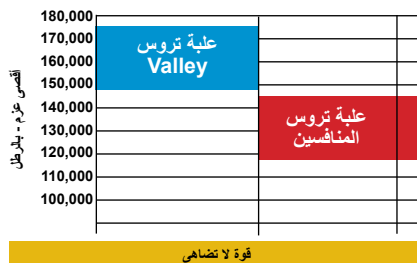 180,000
170,000
160,000
150,000
140,000
130,000
120,000
110,000
100,000
أقصى عزم - بالرطل
علبة تروس
Valley
علبة تروس
المنافسين
قوة لا تضاهى